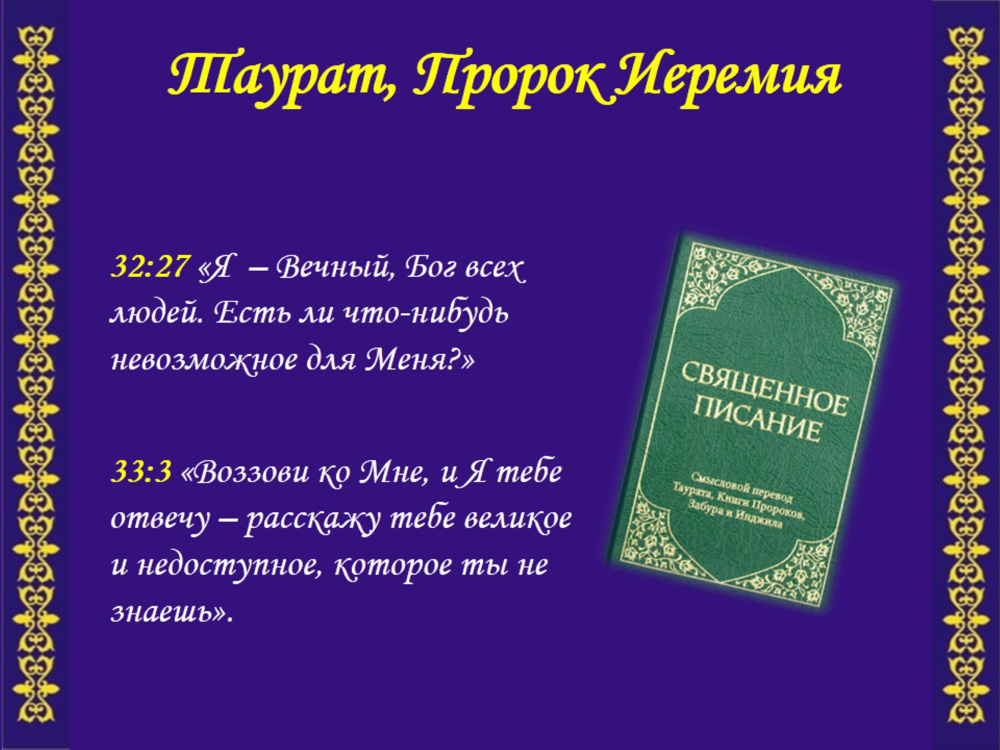 Таурат, Пророк Иеремия
32:27 «Я – Вечный, Бог всех
людей. Есть ли что-нибудь
невозможное для Меня?»
33:3 «Воззови ко Мне, и Я тебе
отвечу – расскажу тебе великое
и недоступное, которое ты не
знаешь».
СВЯЩЕННОЕ
ПИСАНИЕ
Смысловой перевод
Таурата, Книги Пророков,
Забура и Инджила